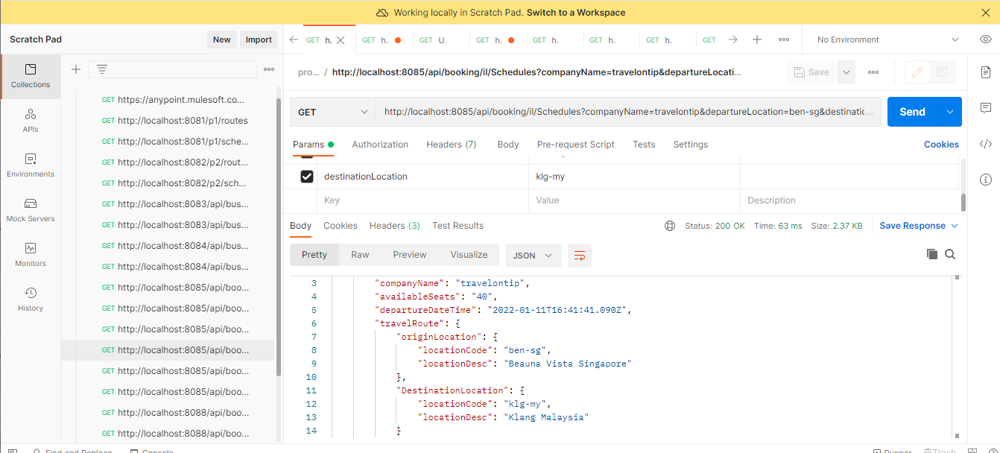 Working locally in Scratch Pad. Switch to a Workspace
Scratch Pad
New
Import
GET h.
GET h.
GET U.
GET h.
GET h.
GET h.
GET h.
GET
No Environment
Collections
APIs
Environments
Mock Servers
Monitors
History
GET https://anypoint.mulesoft.co...
GET http://localhost:8081/p1/routes
GET http://localhost:8081/p1/sche...
GET http://localhost:8082/p2/rout...
GET http://localhost:8082/p2/sch...
GET http://localhost:8083/api/bus...
GET http://localhost:8083/api/bus...
GET http://localhost:8084/api/bus...
GET http://localhost:8084/api/bus...
GET http://localhost:8085/api/boo...
GET http://localhost:8085/api/boo...
GET http://localhost:8085/api/boo...
GET http://localhost:8085/api/boo...
GET http://localhost:8085/api/boo...
GET http://localhost:8085/api/boo...
GET http://localhost:8088/api/boo...
GET http://localhost:8088/api/boo...
pro... / http://localhost:8085/api/booking/il/Schedules?companyName=travelontip&departureLocati...
Save
GET
http://localhost:8085/api/booking/il/Schedules?companyName=travelontip&departureLocation=ben-sg&destinatio...
Send
Params Authorization Headers (7) Body Pre-request Script Tests Settings Cookies
destinationLocation klg-my
Key Value Description
Body Cookies Headers (3) Test Results Status: 200 OK Time: 63 ms Size: 2.37 KB Save Response
Pretty Raw Preview Visualize JSON
3 "companyName": "travelontip",
4 "availableSeats": "40",
5 "departureDateTime": "2022-01-11T16:41:41.090Z",
6 "travelRoute": {
7 "originLocation": {
8 "locationCode": "ben-sg",
9 "locationDesc": "Beauna Vista Singapore"
10 },
11 "DestinationLocation": {
12 "locationCode": "klg-my",
13 "locationDesc": "Klang Malaysia"
14 }
Find and Replace Console Runner Trash